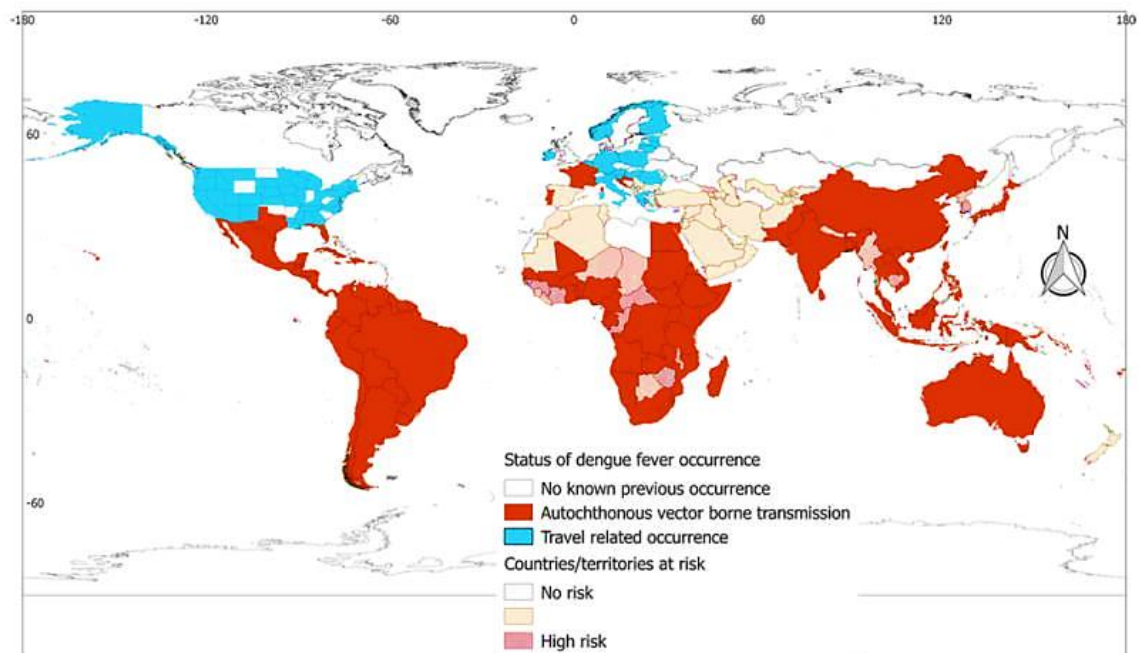 -180 -120 -60 0 60 120 180
60
0
-60
N
Status of dengue fever occurrence
No known previous occurrence
Autochthonous vector borne transmission
Travel related occurrence
Countries/territories at risk
No risk
High risk